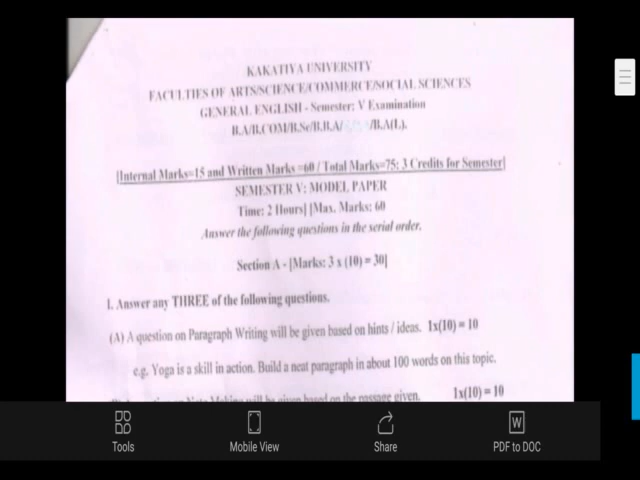 KAKATIYA UNIVERSITY
FACULTIES OF ARTS/SCIENCE/COMMERCE/SOCIAL SCIENCES
GENERAL ENGLISH - Semester: V Examination
B.A/B.COM/B.Sc/B.B.A/ /B.A(L).
[Internal Marks=15 and Written Marks =60 / Total Marks=75: 3 Credits for Semester]
SEMESTER V: MODEL PAPER
Time: 2 Hours] [Max. Marks: 60
Answer the following questions in the serial order.
Section A - [Marks: 3 x (10) = 30]
I. Answer any THREE of the following questions.
(A) A question on Paragraph Writing will be given based on hints / ideas. 1x(10) = 10
e.g. Yoga is a skill in action. Build a neat paragraph in about 100 words on this topic.
question on Note Making will be given based on the passage given. 1x(10) = 10
Tools
Mobile View
Share
PDF to DOC
W